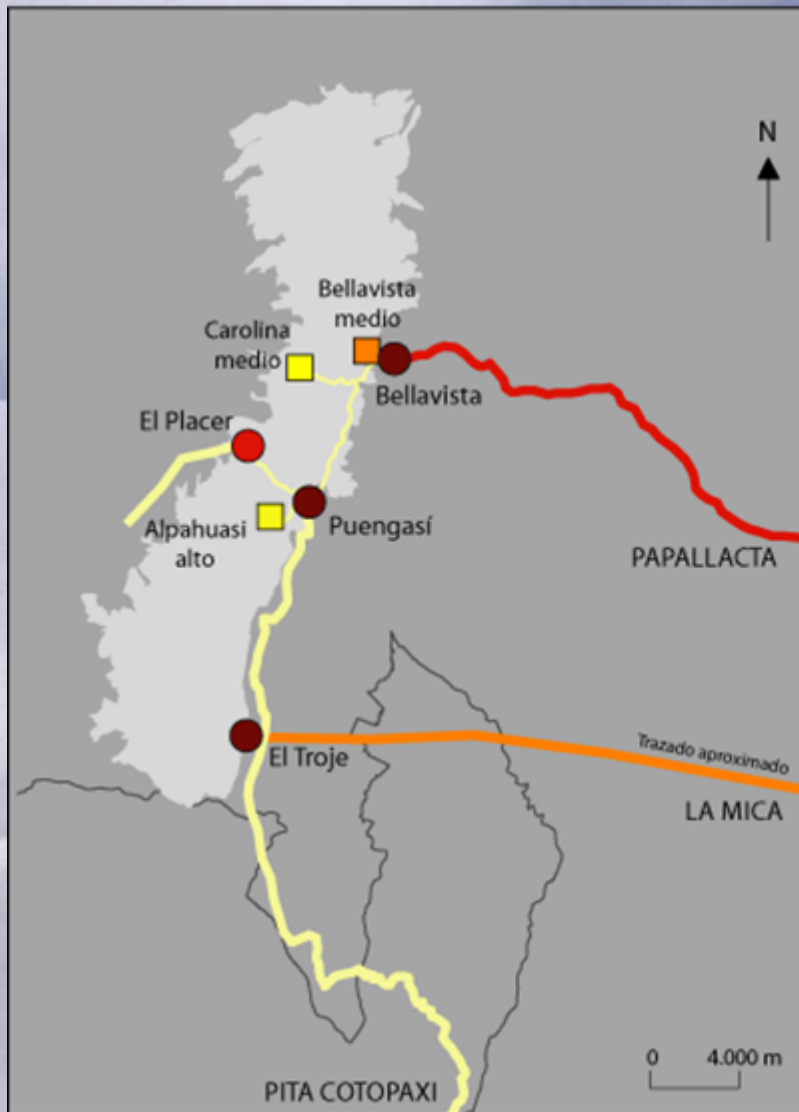 N
Bellavista
medio
Carolina
medio
Bellavista
El Placer
Alpahuasi
alto
Puengasí
PAPALLACTA
El Troje
Trazado aproximado
LA MICA
PITA COTOPAXI
0 4.000 m